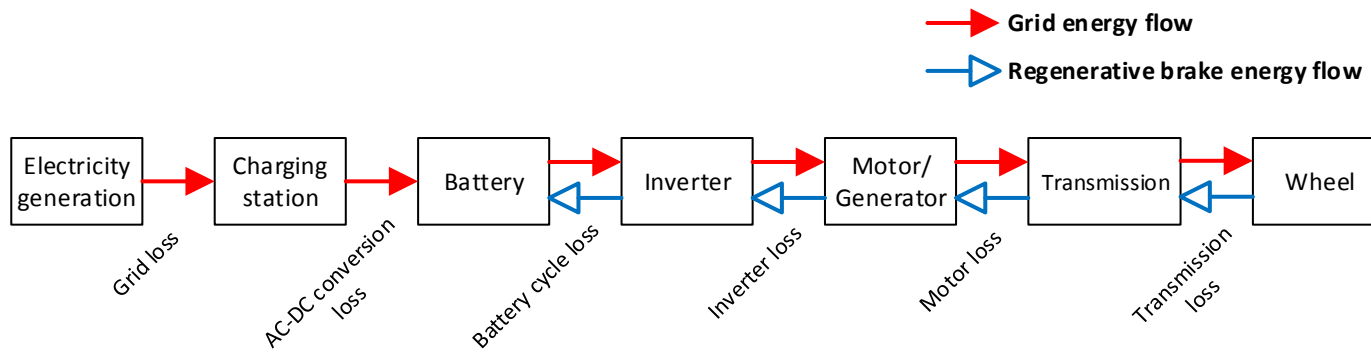 Grid energy flow
Regenerative brake energy flow
Electricity
generation
Charging
station
Battery
Inverter
Motor/
Generator
Transmission
Wheel
Grid loss
AC-DC conversion
loss
Battery cycle loss
Inverter loss
Motor loss
Transmission
loss